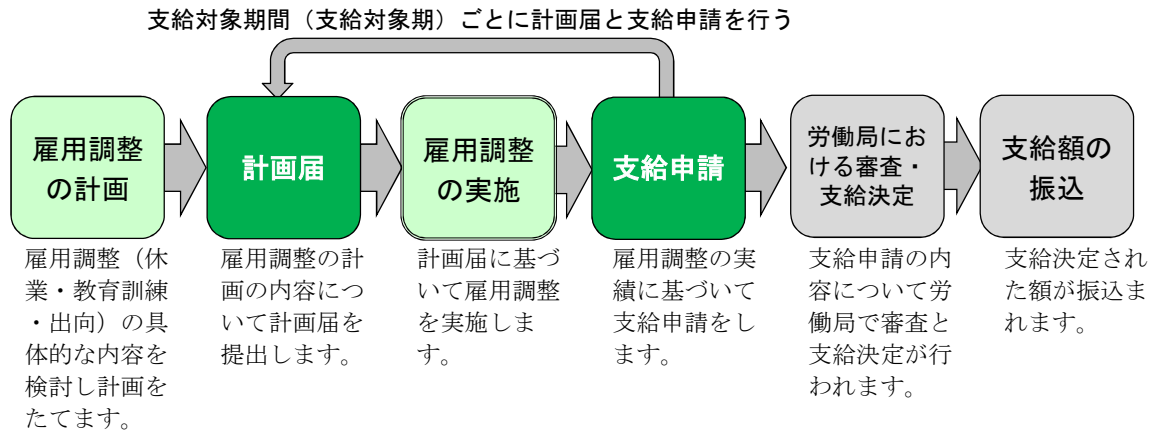 支給対象期間（支給対象期）ごとに計画届と支給申請を行う
雇用調整
の計画
計画届
雇用調整
の実施
支給申請
労働局にお
ける審査・
支給決定
支給額の
振込
雇用調整（休
業・教育訓練
・出向）の具
体的な内容を
検討し計画を
たてます。
雇用調整の計
画の内容につ
いて計画届を
提出します。
計画届に基づ
いて雇用調整
を実施しま
す。
雇用調整の実
績に基づいて
支給申請をし
ます。
支給申請の内
容について労
働局で審査と
支給決定が行
われます。
支給決定され
た額が振込ま
れます。